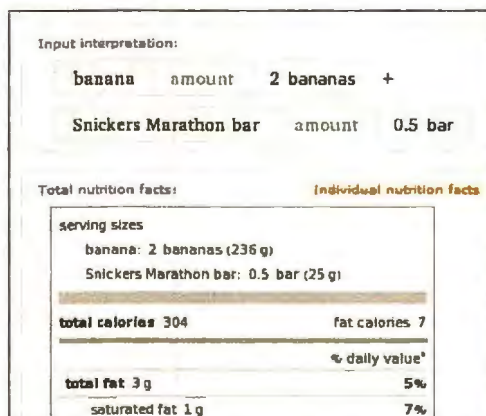 Input interpretation:
banana amount 2 bananas +
Snickers Marathon bar amount 0.5 bar
Total nutrition facts: Individual nutrition facts
serving sizes
banana: 2 bananas (236 g)
Snickers Marathon bar: 0.5 bar (25 g)
total calories 304 fat calories 7
% daily value*
total fat 3 g 5%
saturated fat 1 g 7%